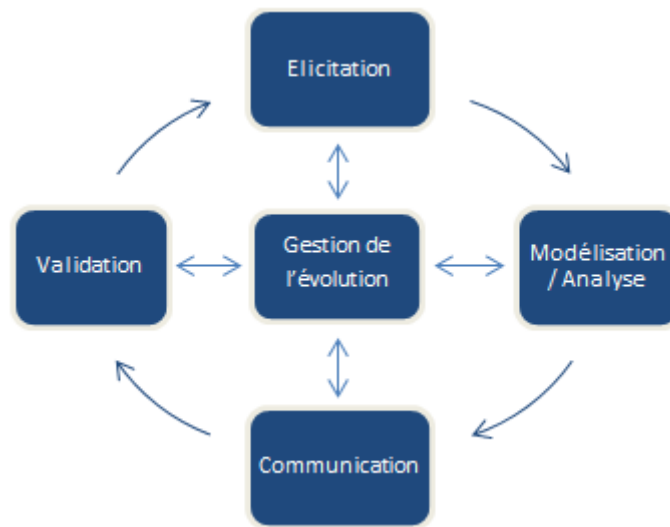 Elicitation
Validation
Gestion de
l'évolution
Modélisation
/ Analyse
Communication